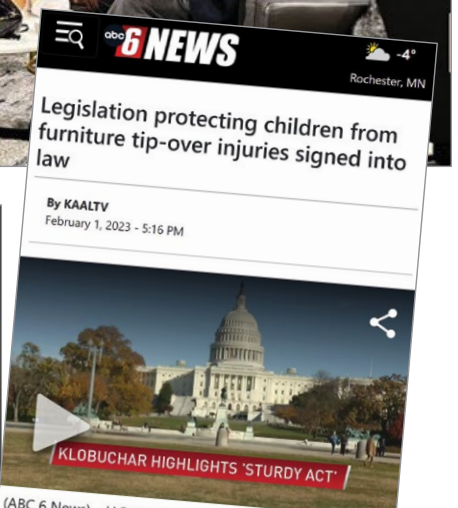 abc 6 NEWS
-4°
Rochester, MN
Legislation protecting children from
furniture tip-over injuries signed into
law
By KAALTV
February 1, 2023 - 5:16 PM
KLOBUCHAR HIGHLIGHTS 'STURDY ACT'
(ABC 6 News)